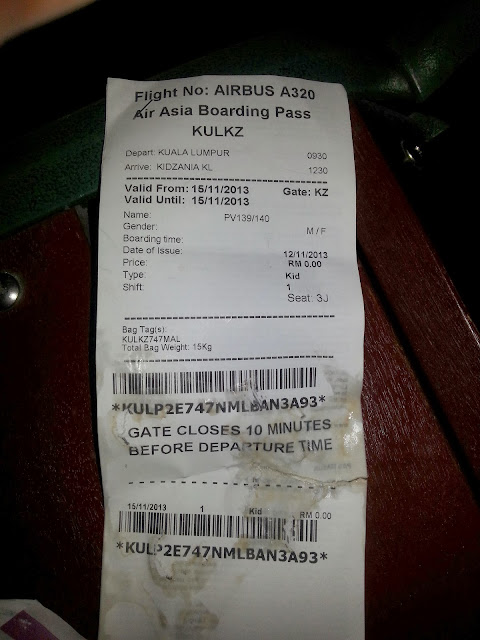 Flight No: AIRBUS A320
Air Asia Boarding Pass
KULKZ
Depart: KUALA LUMPUR 0930
Arrive: KIDZANIA KL 1230
Valid From: 15/11/2013 Gate: KZ
Valid Until: 15/11/2013
Name: PV139/140
Gender: M / F
Boarding time:
Date of Issue: 12/11/2013
Price: RM 0.00
Type: Kid
Shift: 1
Seat: 3J
Bag Tag(s):
KULKZ747MAL
Total Bag Weight: 15Kg
*KULP2E747NMLBAN3A93*
GATE CLOSES 10 MINUTES
BEFORE DEPARTURE TIME
15/11/2013 1 Kid RM 0.00
*KULP2E747NMLBAN3A93*